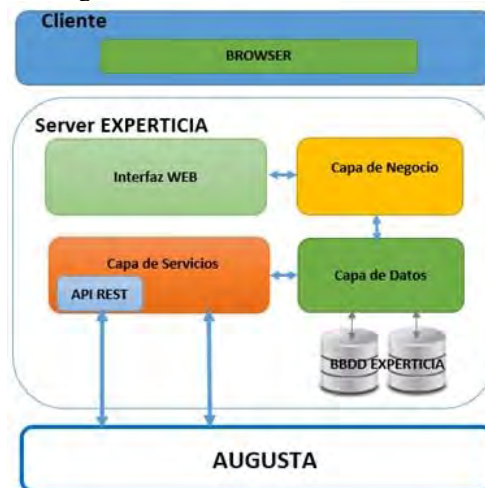 Cliente
BROWSER
Server EXPERTICIA
Interfaz WEB
Capa de Negocio
Capa de Servicios
API REST
Capa de Datos
BBDD EXPERTICIA
AUGUSTA